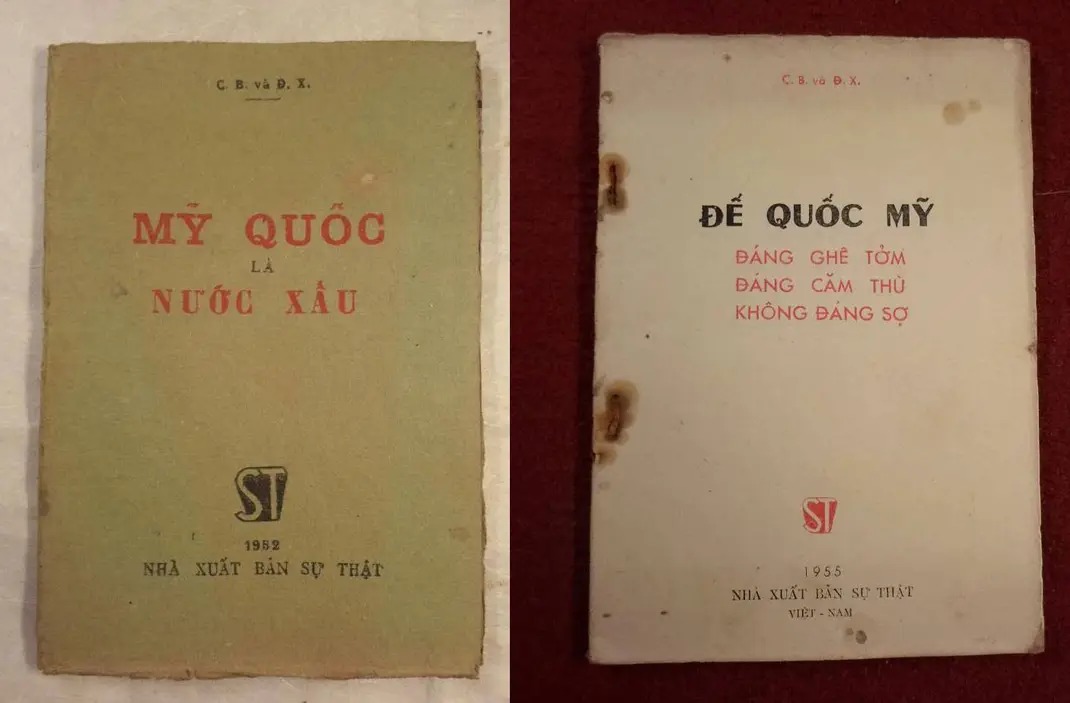 C. B. và Đ. X.
MỸ QUỐC
LÀ
NƯỚC XẤU
ST
1952
NHÀ XUẤT BẢN SỰ THẬT
C. B. và Đ. X.
ĐẾ QUỐC MỸ
ĐÁNG GHÊ TỞM
ĐÁNG CĂM THÙ
KHÔNG ĐÁNG SỢ
ST
1955
NHÀ XUẤT BẢN SỰ THẬT
VIỆT - NAM